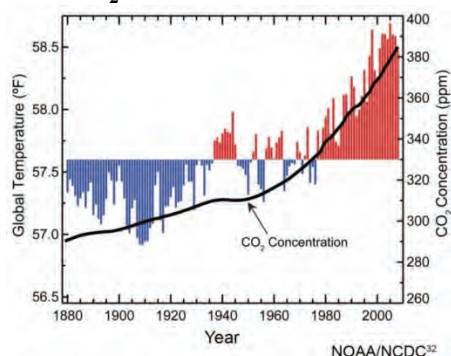 2
58.5
58.0
57.5
57.0
56.5
Global Temperature (°F)
400
380
360
340
320
300
280
260
CO2 Concentration (ppm)
CO2 Concentration
1880 1900 1920 1940 1960 1980 2000
Year
NOAA/NCDC32